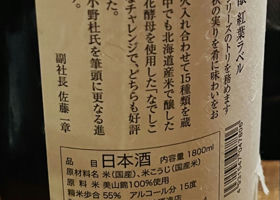 紅葉ラベル
リーズのトリを務めます
秋の実りを肴に味わいをお
火入れ合わせて15種類を蔵
中でも北海道産米で醸した
花酵母を使用した「なでしこ
なチャレンジで、どちらも好評
小野杜氏を筆頭に更なる進
す。
副社長 佐藤一章
品目 日本酒 内容量 1800ml
原材料名 米(国産)、米こうじ(国産米)
原料米 美山錦100%使用
精米歩合 55% アルコール分 15度